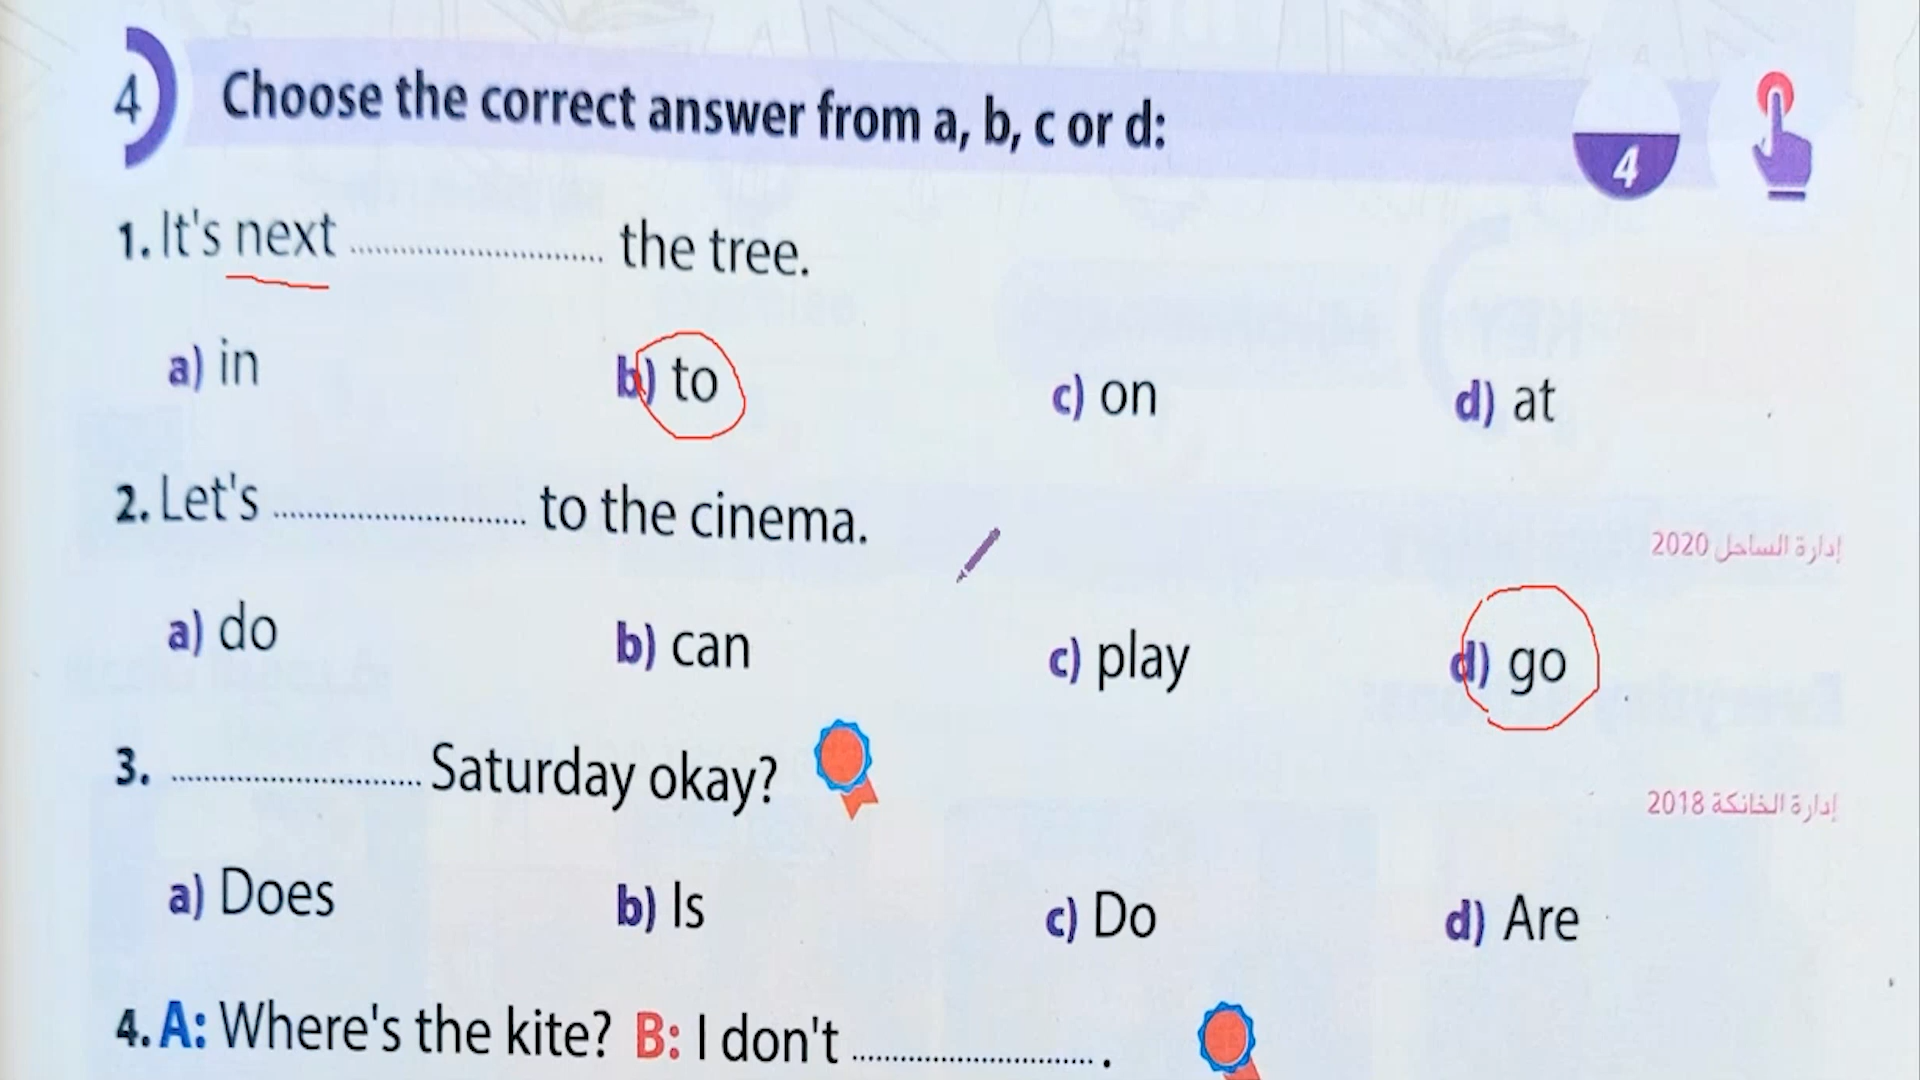 4 Choose the correct answer from a, b, c or d:
4
1. It's next .............................. the tree.
a) in b) to c) on d) at
2. Let's .............................. to the cinema.
إدارة الساحل 2020
a) do b) can c) play d) go
3. .............................. Saturday okay?
إدارة الخانكة 2018
a) Does b) Is c) Do d) Are
4. A: Where's the kite? B: I don't .............................. .